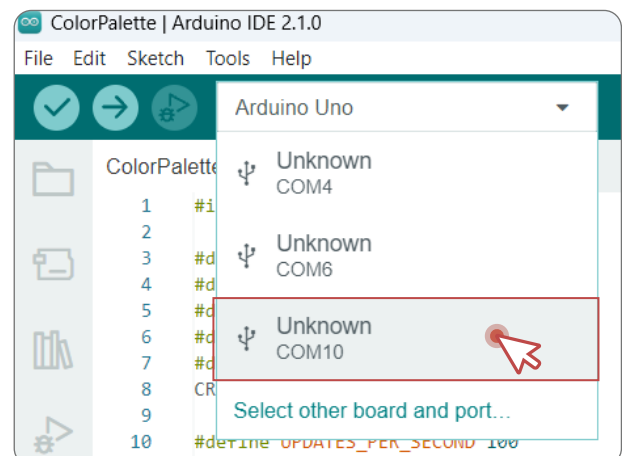 ColorPalette | Arduino IDE 2.1.0
File Edit Sketch Tools Help
Arduino Uno
ColorPalette
Unknown
COM4
Unknown
COM6
Unknown
COM10
Select other board and port...
1 #i
2
3 #d
4 #d
5 #d
6 #d
7 #d
8 CR
9
10 #define UPDATES_PER_SECOND 100